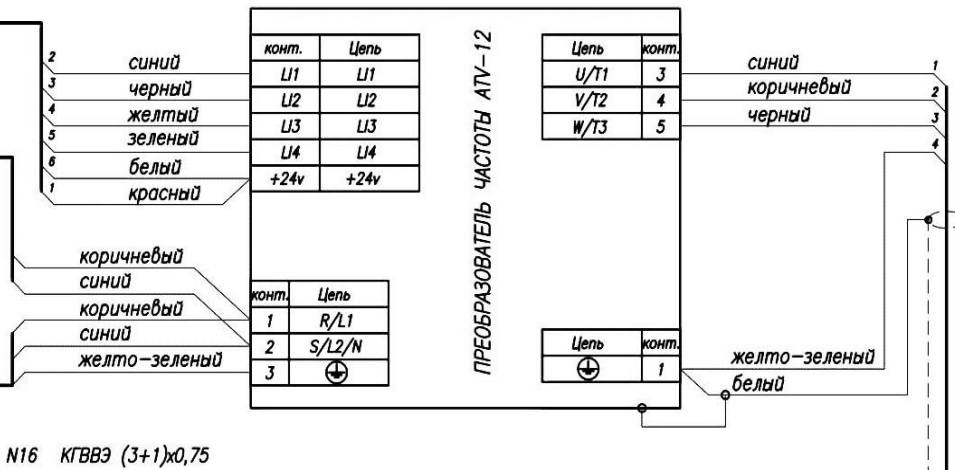 2 синий
3 черный
4 желтый
5 зеленый
6 белый
1 красный
конт. Цепь
LI1 LI1
LI2 LI2
LI3 LI3
LI4 LI4
+24v +24v
коричневый
синий
коричневый
синий
желто-зеленый
конт. Цепь
1 R/L1
2 S/L2/N
3
ПРЕОБРАЗОВАТЕЛЬ ЧАСТОТЫ ATV-12
Цепь конт.
U/T1 3
V/T2 4
W/T3 5
синий 1
коричневый 2
черный 3
4
Цепь конт.
1
желто-зеленый
белый
N16 КГВВЭ (3+1)х0,75